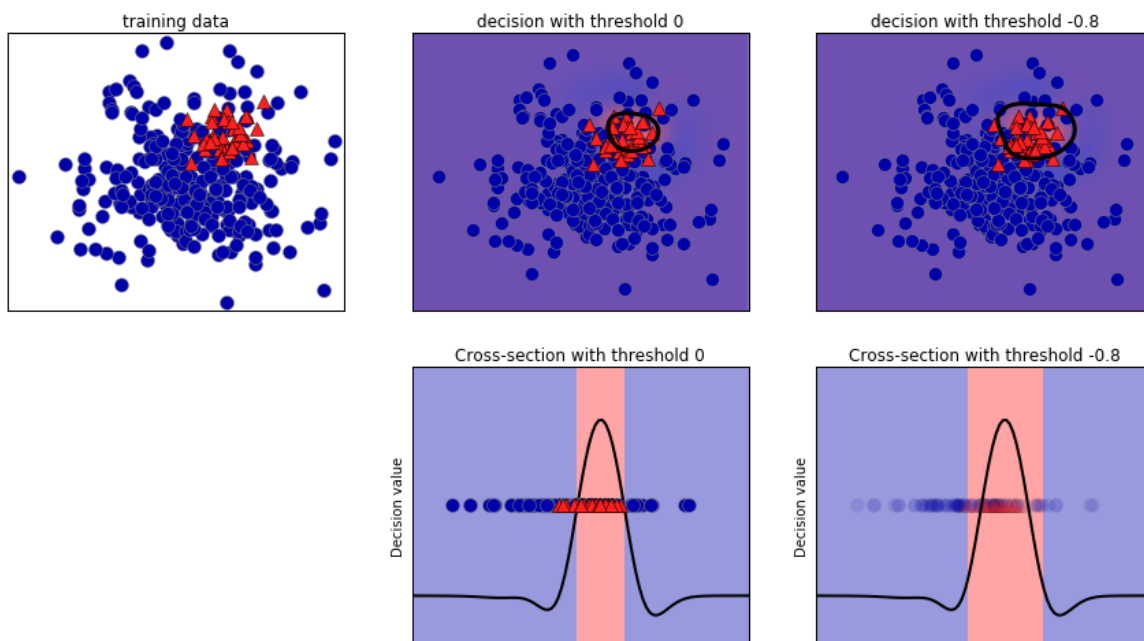 training data
decision with threshold 0
decision with threshold -0.8
Cross-section with threshold 0
Cross-section with threshold -0.8
Decision value
Decision value